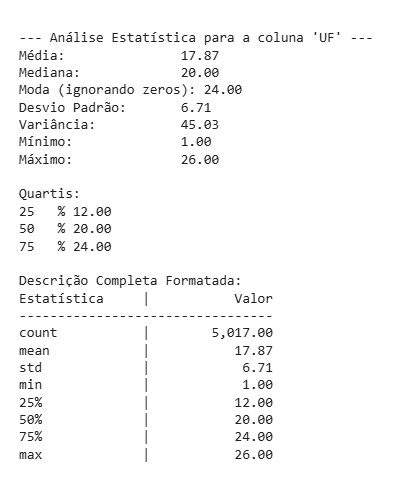 --- Análise Estatística para a coluna 'UF' ---
Média: 17.87
Mediana: 20.00
Moda (ignorando zeros): 24.00
Desvio Padrão: 6.71
Variância: 45.03
Mínimo: 1.00
Máximo: 26.00
Quartis:
25 % 12.00
50 % 20.00
75 % 24.00
Descrição Completa Formatada:
Estatística | Valor
---------------------------------
count | 5,017.00
mean | 17.87
std | 6.71
min | 1.00
25% | 12.00
50% | 20.00
75% | 24.00
max | 26.00